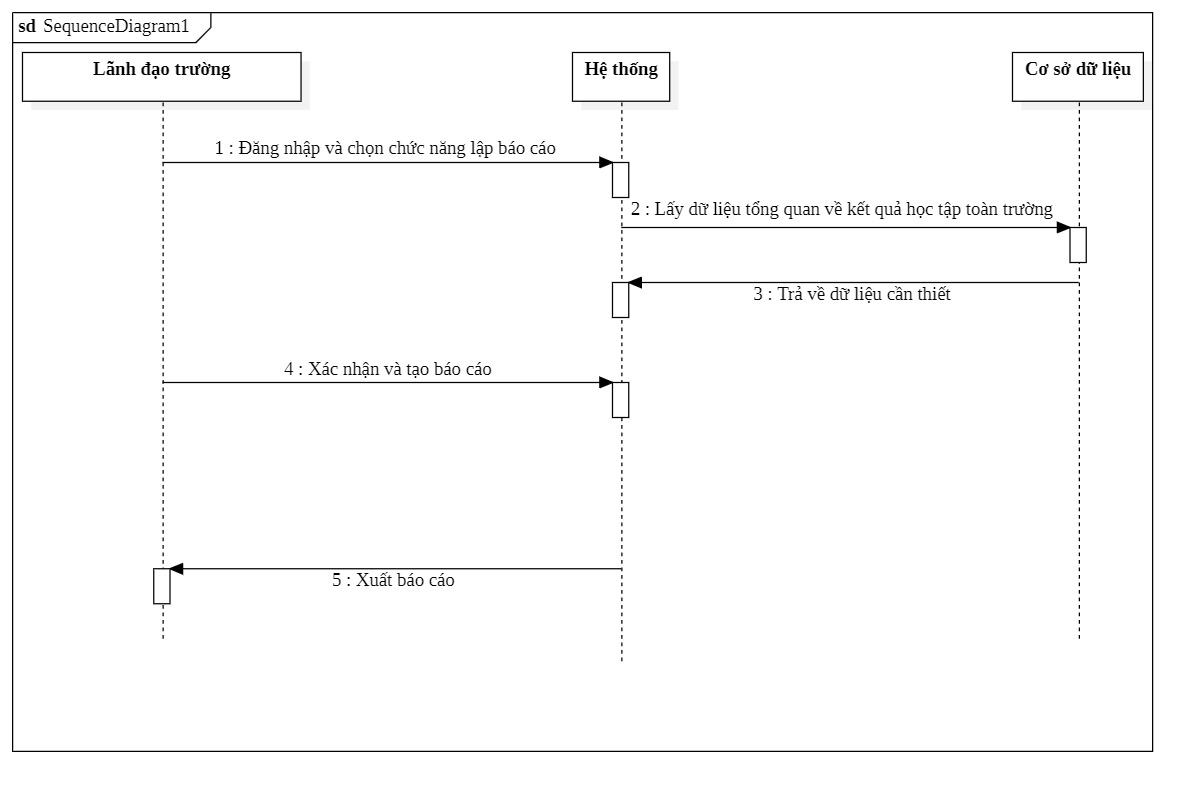 sd SequenceDiagram1
Lãnh đạo trường
Hệ thống
Cơ sở dữ liệu
1 : Đăng nhập và chọn chức năng lập báo cáo
2 : Lấy dữ liệu tổng quan về kết quả học tập toàn trường
3 : Trả về dữ liệu cần thiết
4 : Xác nhận và tạo báo cáo
5 : Xuất báo cáo